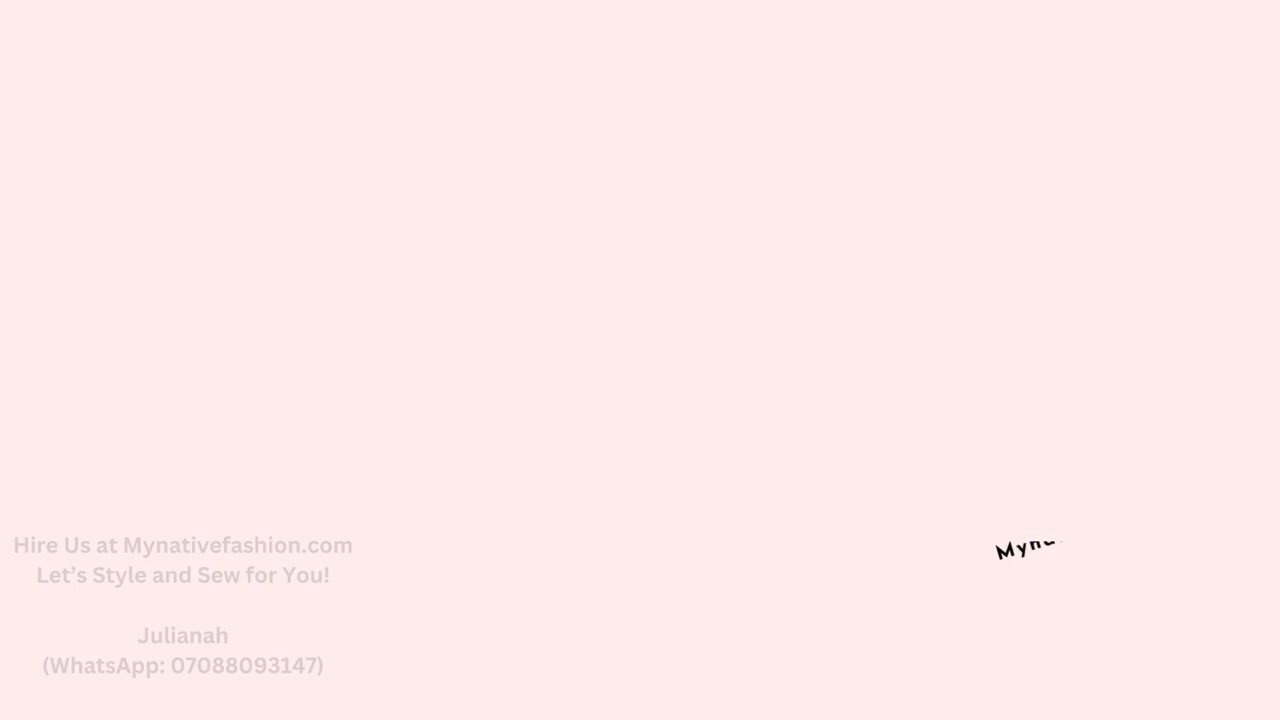 Hire Us at Mynativefashion.com
Let’s Style and Sew for You!
Julianah
(WhatsApp: 07088093147)